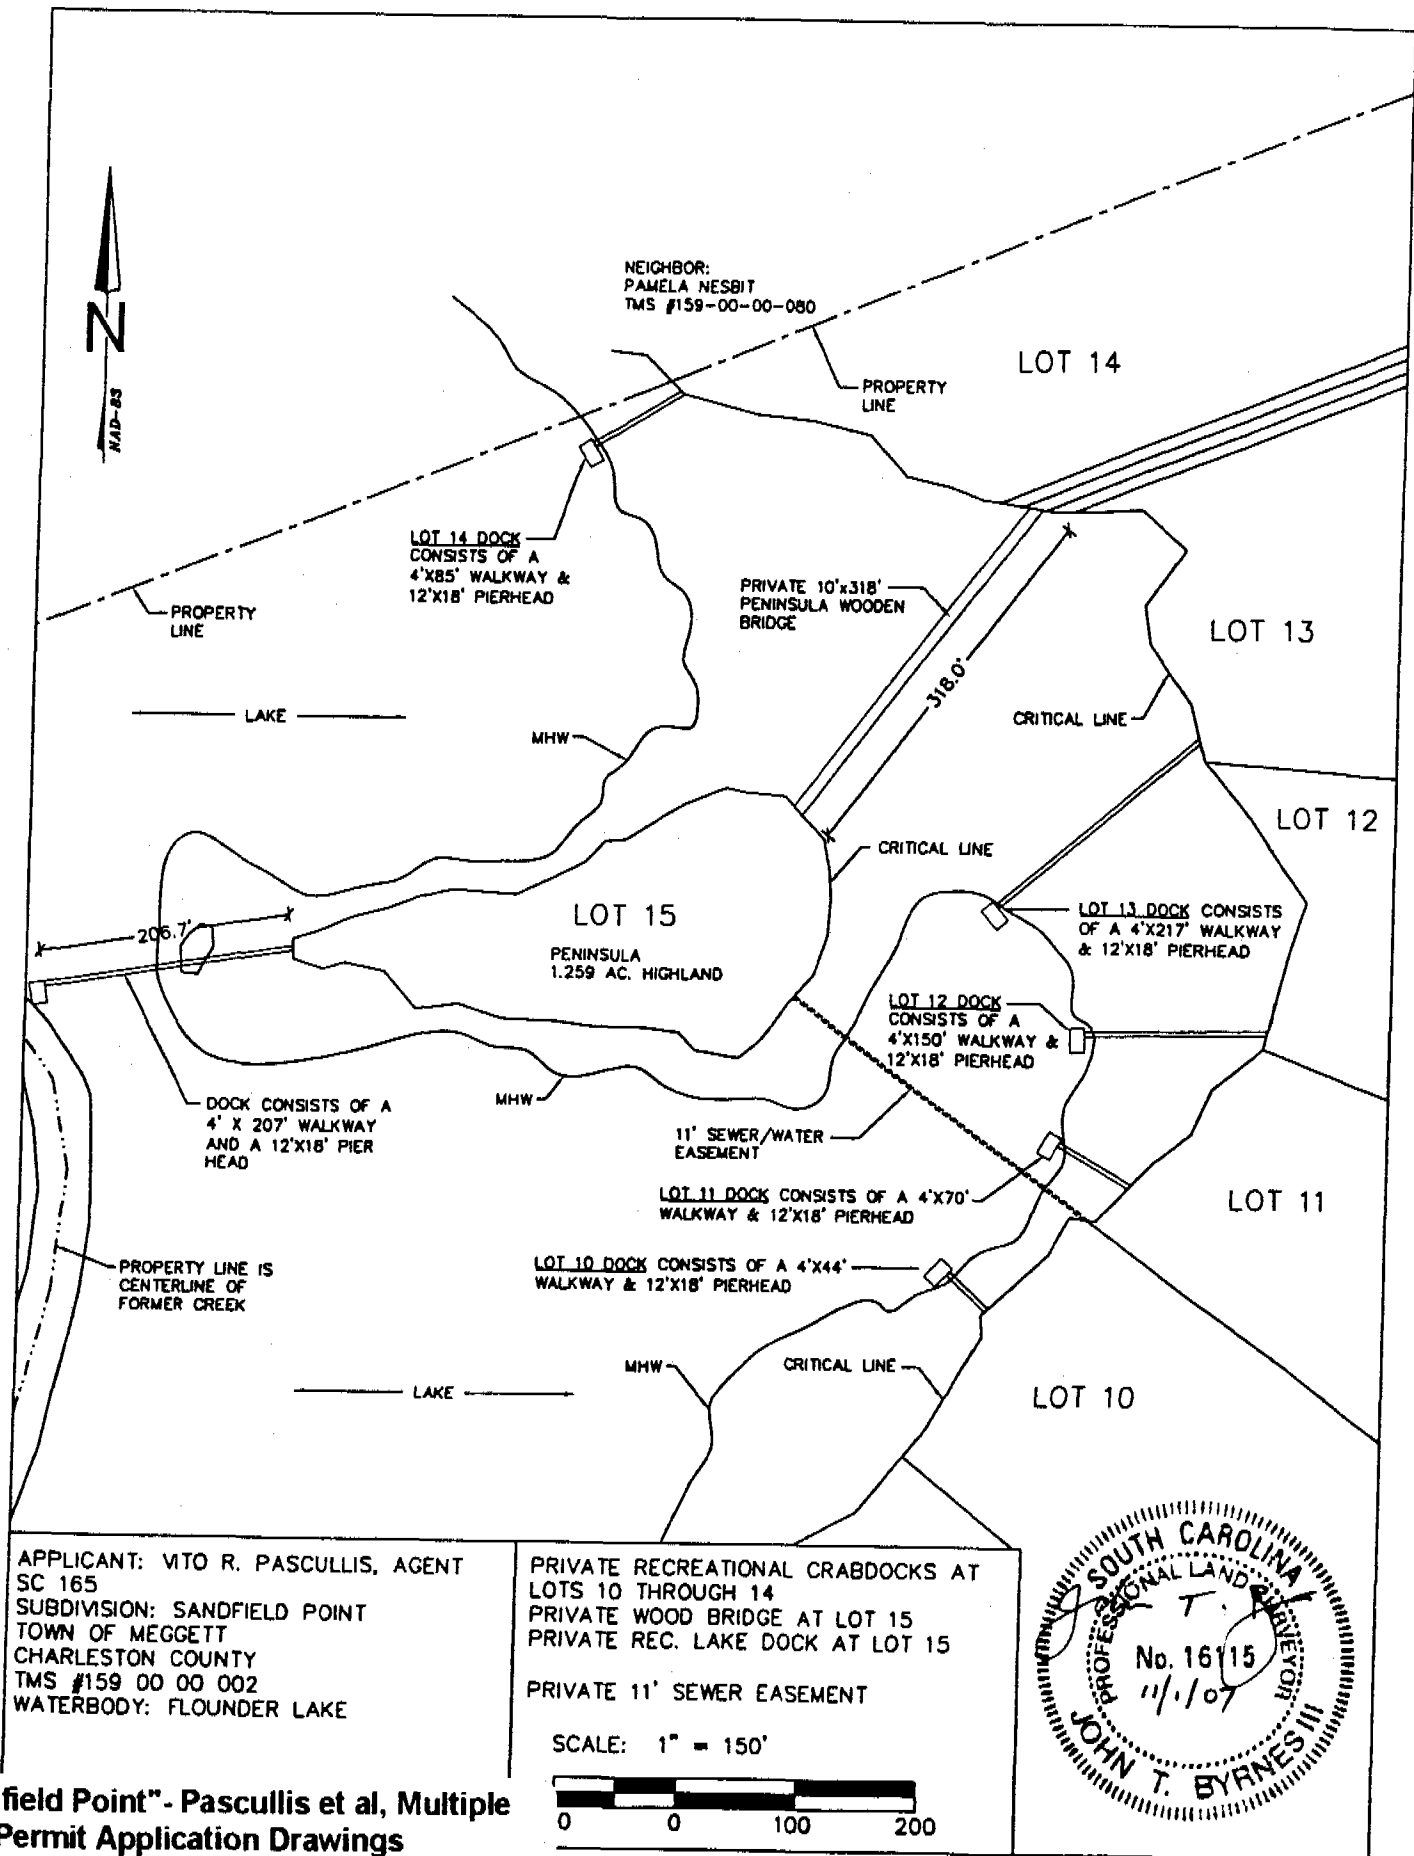 NEIGHBOR:
PAMELA NESBIT
TMS #159-00-00-080
N
NAD-83
LOT 14
PROPERTY
LINE
LOT 14 DOCK
CONSISTS OF A
4'X85' WALKWAY &
12'X18' PIERHEAD
PRIVATE 10'x318'
PENINSULA WOODEN
BRIDGE
PROPERTY
LINE
LOT 13
318.0'
LAKE
CRITICAL LINE
MHW
LOT 12
CRITICAL LINE
LOT 15
PENINSULA
1.259 AC. HIGHLAND
206.7'
LOT 13 DOCK CONSISTS
OF A 4'X217' WALKWAY
& 12'X18' PIERHEAD
LOT 12 DOCK
CONSISTS OF A
4'X150' WALKWAY &
12'X18' PIERHEAD
MHW
DOCK CONSISTS OF A
4' X 207' WALKWAY
AND A 12'X18' PIER
HEAD
11' SEWER/WATER
EASEMENT
LOT 11 DOCK CONSISTS OF A 4'X70'
WALKWAY & 12'X18' PIERHEAD
LOT 11
PROPERTY LINE IS
CENTERLINE OF
FORMER CREEK
LOT 10 DOCK CONSISTS OF A 4'X44'
WALKWAY & 12'X18' PIERHEAD
MHW
CRITICAL LINE
LAKE
LOT 10
APPLICANT: VITO R. PASCULLIS, AGENT
SC 165
SUBDIVISION: SANDFIELD POINT
TOWN OF MEGGETT
CHARLESTON COUNTY
TMS #159 00 00 002
WATERBODY: FLOUNDER LAKE
PRIVATE RECREATIONAL CRABDOCKS AT
LOTS 10 THROUGH 14
PRIVATE WOOD BRIDGE AT LOT 15
PRIVATE REC. LAKE DOCK AT LOT 15
PRIVATE 11' SEWER EASEMENT
SCALE: 1" = 150'
0 0 100 200
SOUTH CAROLINA
PROFESSIONAL LAND SURVEYOR
No. 16115
11/1/07
JOHN T. BYRNES III
field Point"- Pascullis et al, Multiple
Permit Application Drawings